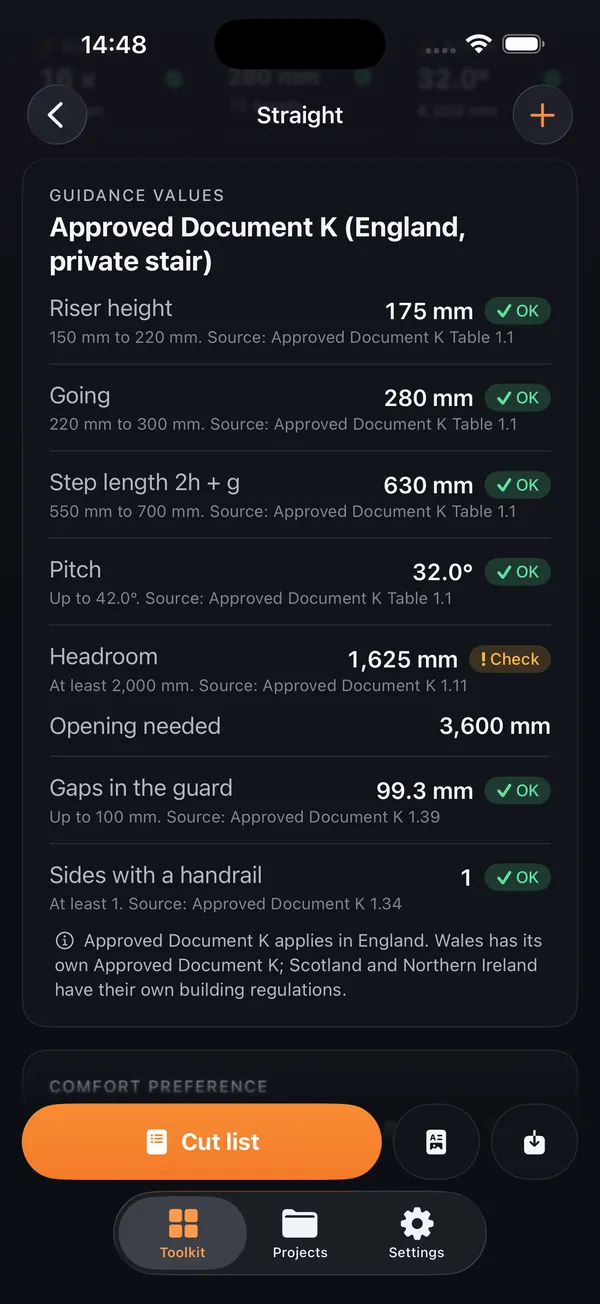 14:48
16 x
280 mm
32.0°
Straight
GUIDANCE VALUES
Approved Document K (England,
private stair)
Riser height 175 mm OK
150 mm to 220 mm. Source: Approved Document K Table 1.1
Going 280 mm OK
220 mm to 300 mm. Source: Approved Document K Table 1.1
Step length 2h + g 630 mm OK
550 mm to 700 mm. Source: Approved Document K Table 1.1
Pitch 32.0° OK
Up to 42.0°. Source: Approved Document K Table 1.1
Headroom 1,625 mm ! Check
At least 2,000 mm. Source: Approved Document K 1.11
Opening needed 3,600 mm
Gaps in the guard 99.3 mm OK
Up to 100 mm. Source: Approved Document K 1.39
Sides with a handrail 1 OK
At least 1. Source: Approved Document K 1.34
Approved Document K applies in England. Wales has its
own Approved Document K; Scotland and Northern Ireland
have their own building regulations.
COMFORT PREFERENCE
Cut list
Toolkit Projects Settings